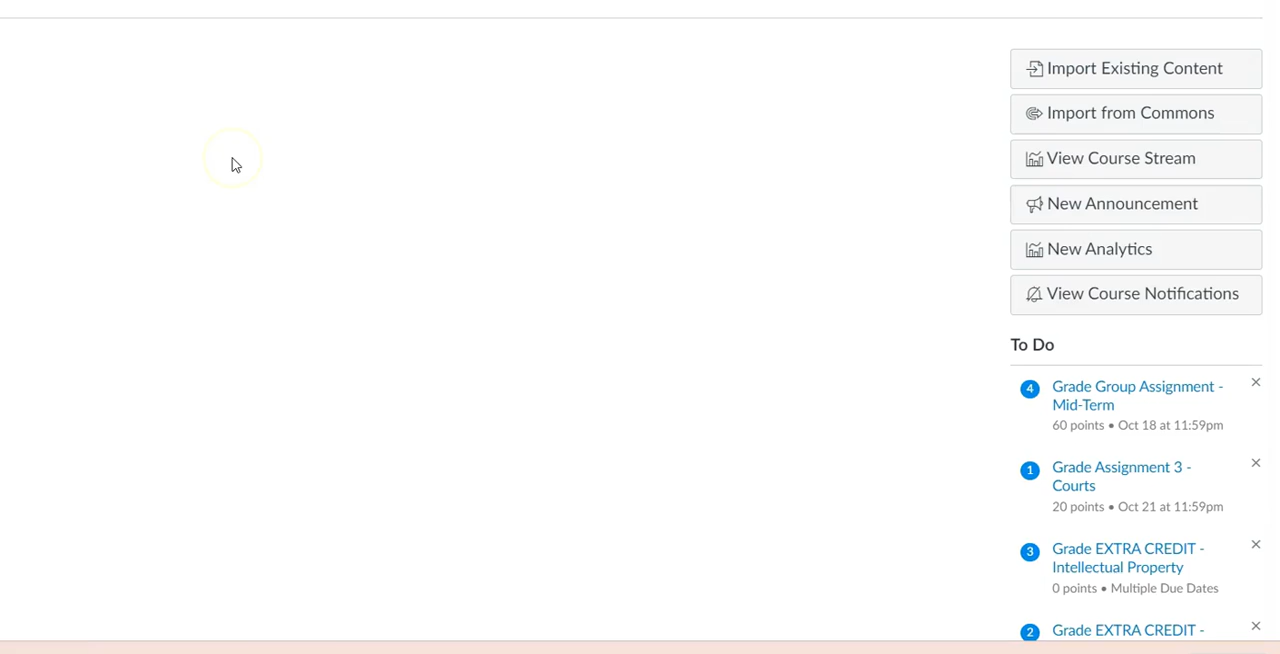 Import Existing Content
Import from Commons
View Course Stream
New Announcement
New Analytics
View Course Notifications
To Do
4
Grade Group Assignment -
Mid-Term
60 points • Oct 18 at 11:59pm
1
Grade Assignment 3 -
Courts
20 points • Oct 21 at 11:59pm
3
Grade EXTRA CREDIT -
Intellectual Property
0 points • Multiple Due Dates
2
Grade EXTRA CREDIT -